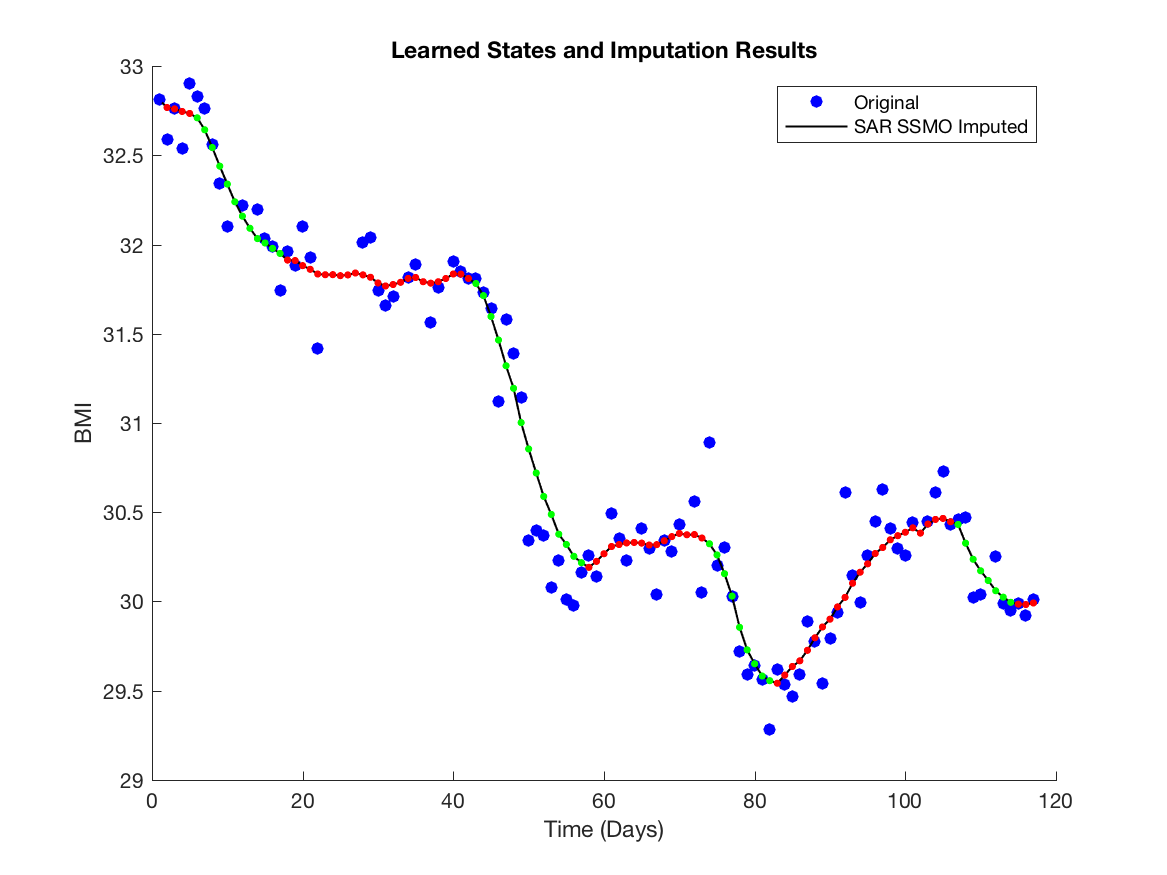 Learned States and Imputation Results
Original
SAR SSMO Imputed
BMI
33
32.5
32
31.5
31
30.5
30
29.5
29
0 20 40 60 80 100 120
Time (Days)